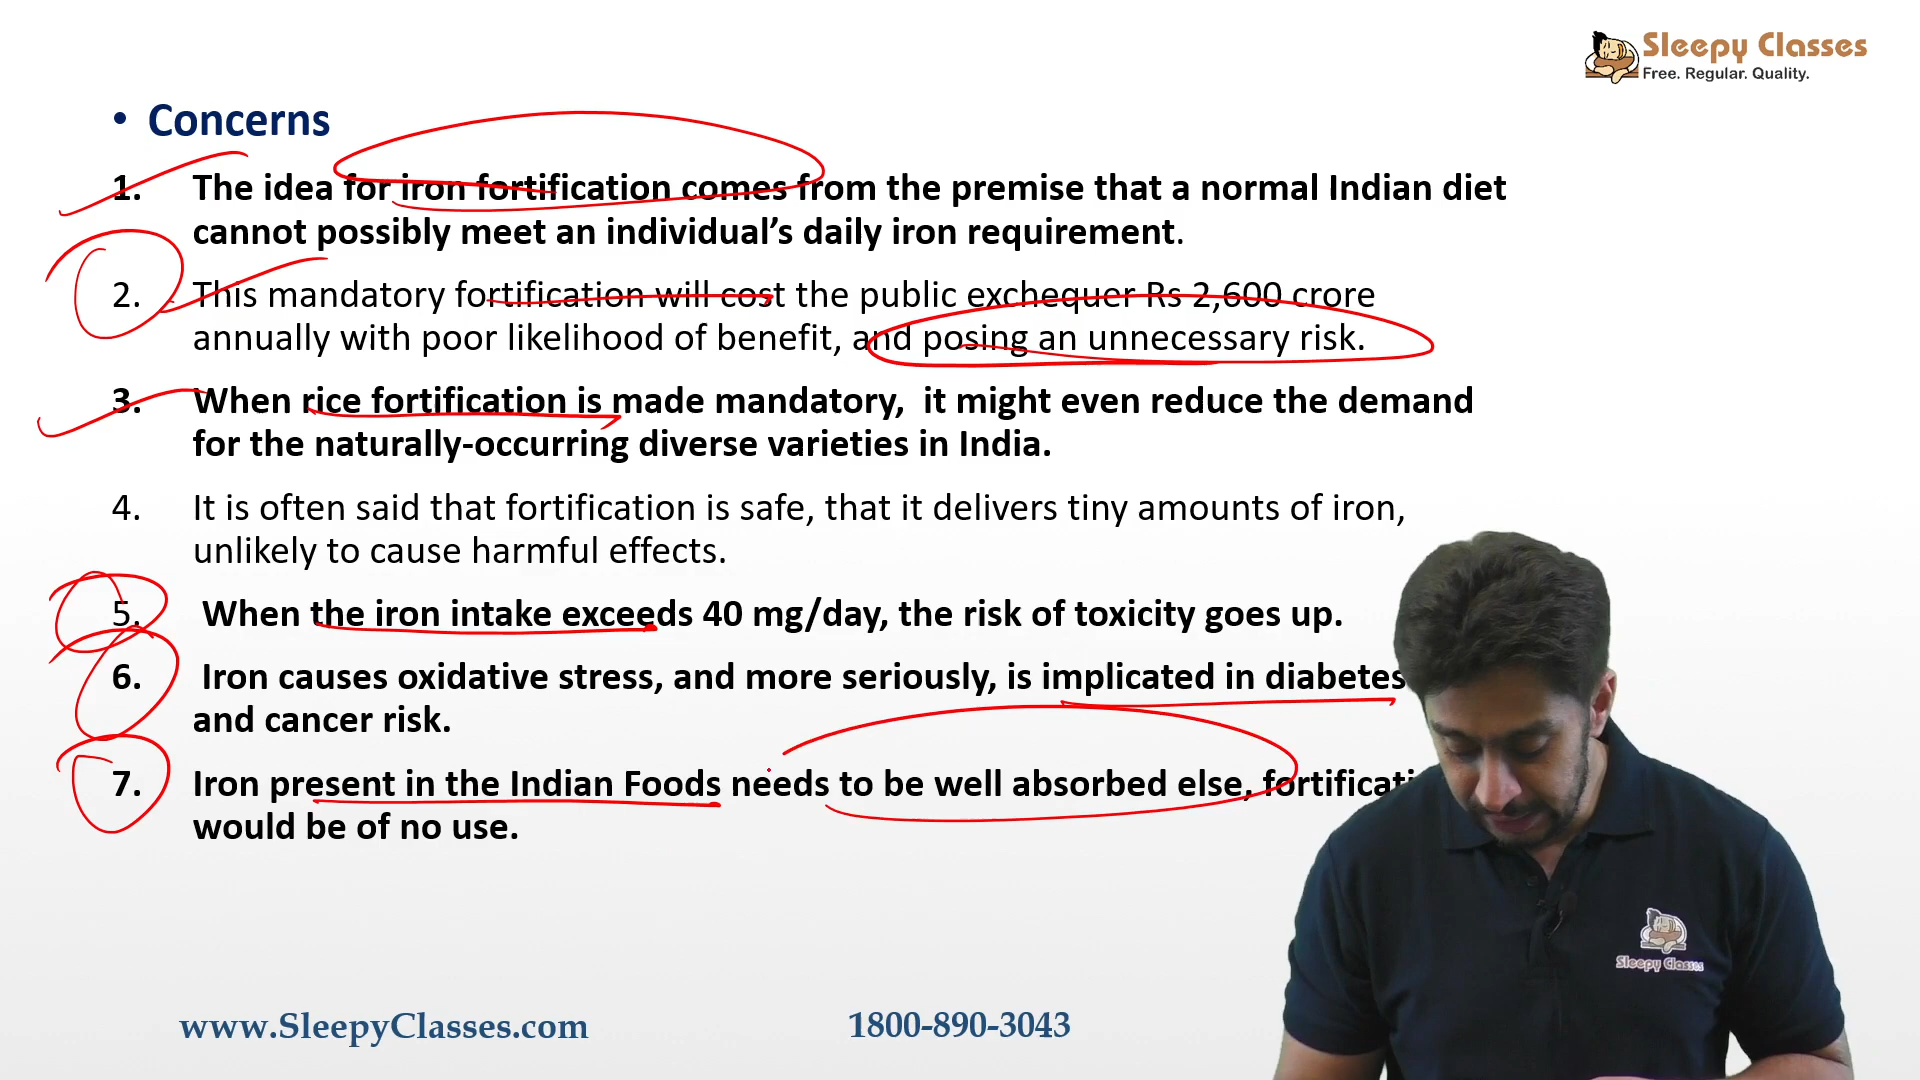 Sleepy Classes
Free. Regular. Quality.
• Concerns
1. The idea for iron fortification comes from the premise that a normal Indian diet
cannot possibly meet an individual’s daily iron requirement.
2. This mandatory fortification will cost the public exchequer Rs 2,600 crore
annually with poor likelihood of benefit, and posing an unnecessary risk.
3. When rice fortification is made mandatory, it might even reduce the demand
for the naturally-occurring diverse varieties in India.
4. It is often said that fortification is safe, that it delivers tiny amounts of iron,
unlikely to cause harmful effects.
5. When the iron intake exceeds 40 mg/day, the risk of toxicity goes up.
6. Iron causes oxidative stress, and more seriously, is implicated in diabetes
and cancer risk.
7. Iron present in the Indian Foods needs to be well absorbed else,
would be of no use.
Sleepy Classes
www.SleepyClasses.com
1800-890-3043